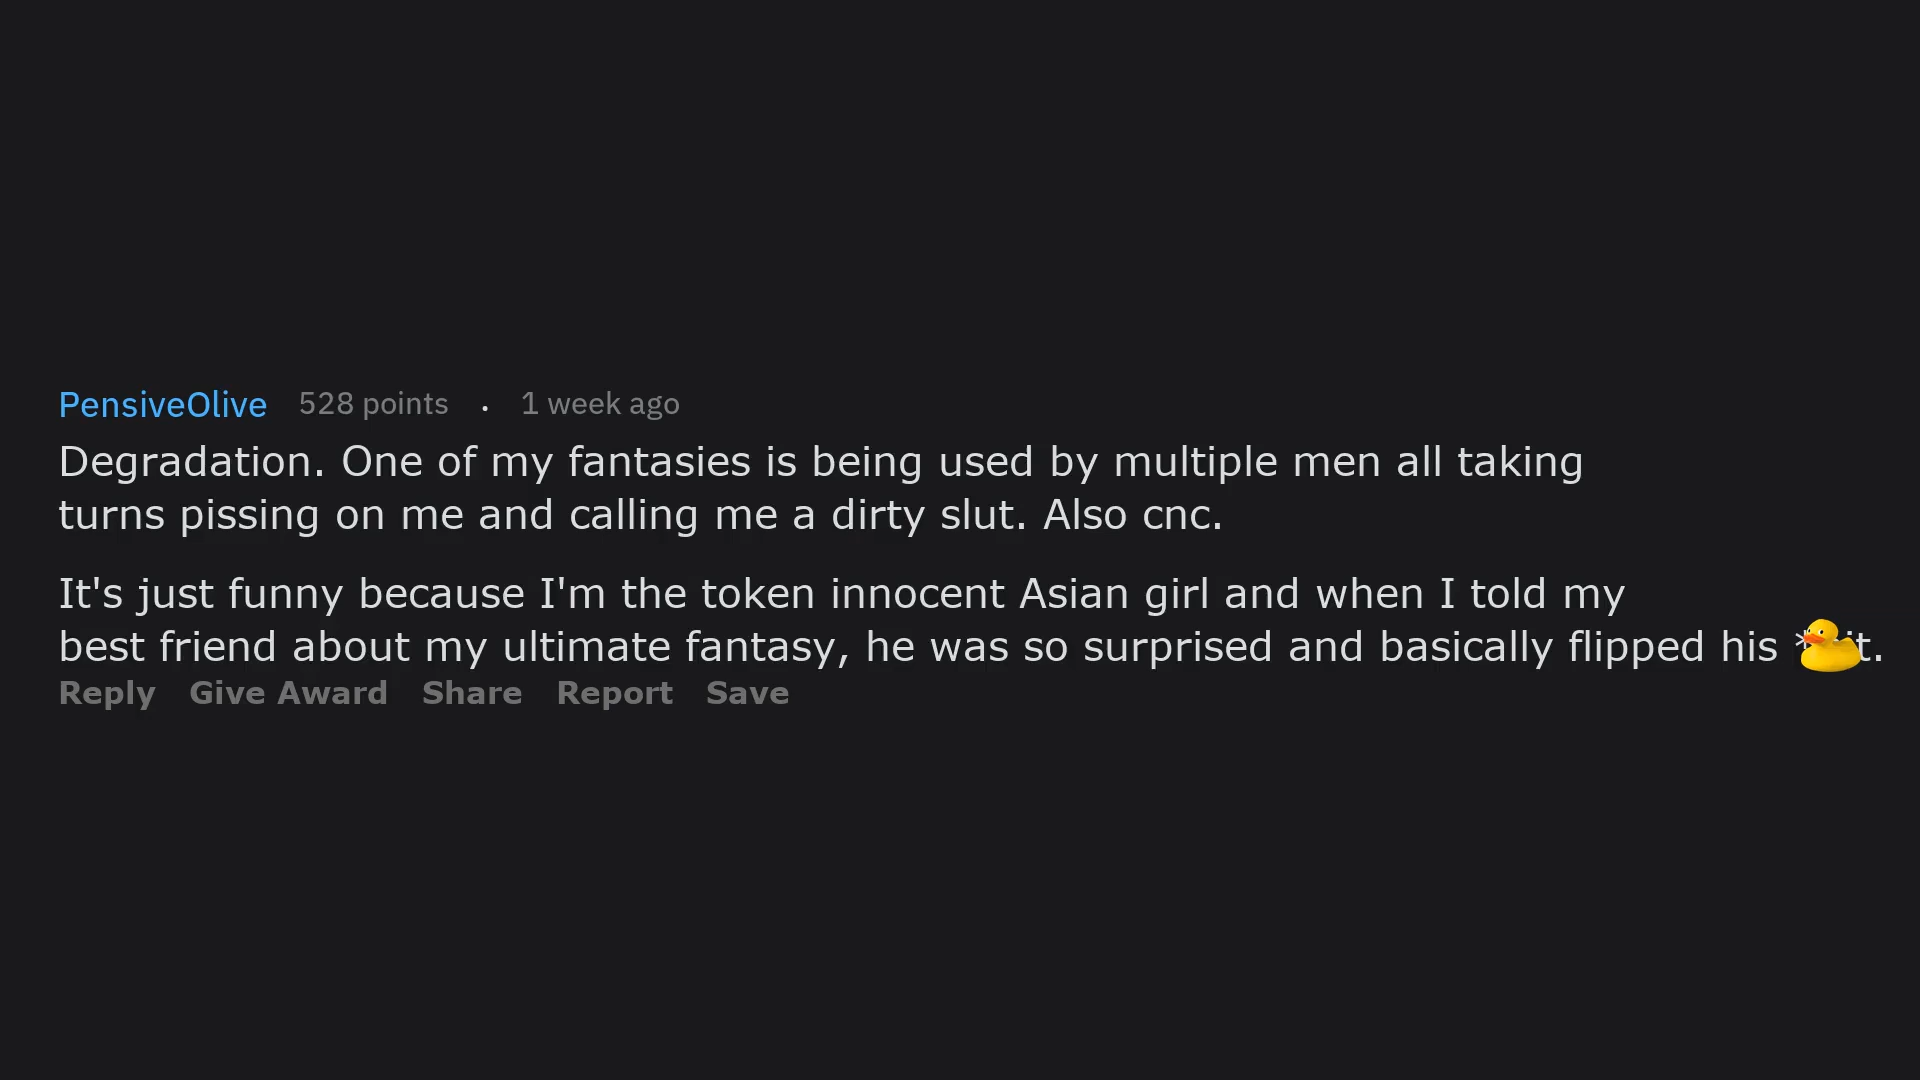 PensiveOlive 528 points . 1 week ago
Degradation. One of my fantasies is being used by multiple men all taking
turns pissing on me and calling me a dirty slut. Also cnc.
It's just funny because I'm the token innocent Asian girl and when I told my
best friend about my ultimate fantasy, he was so surprised and basically flipped his
Reply Give Award Share Report Save